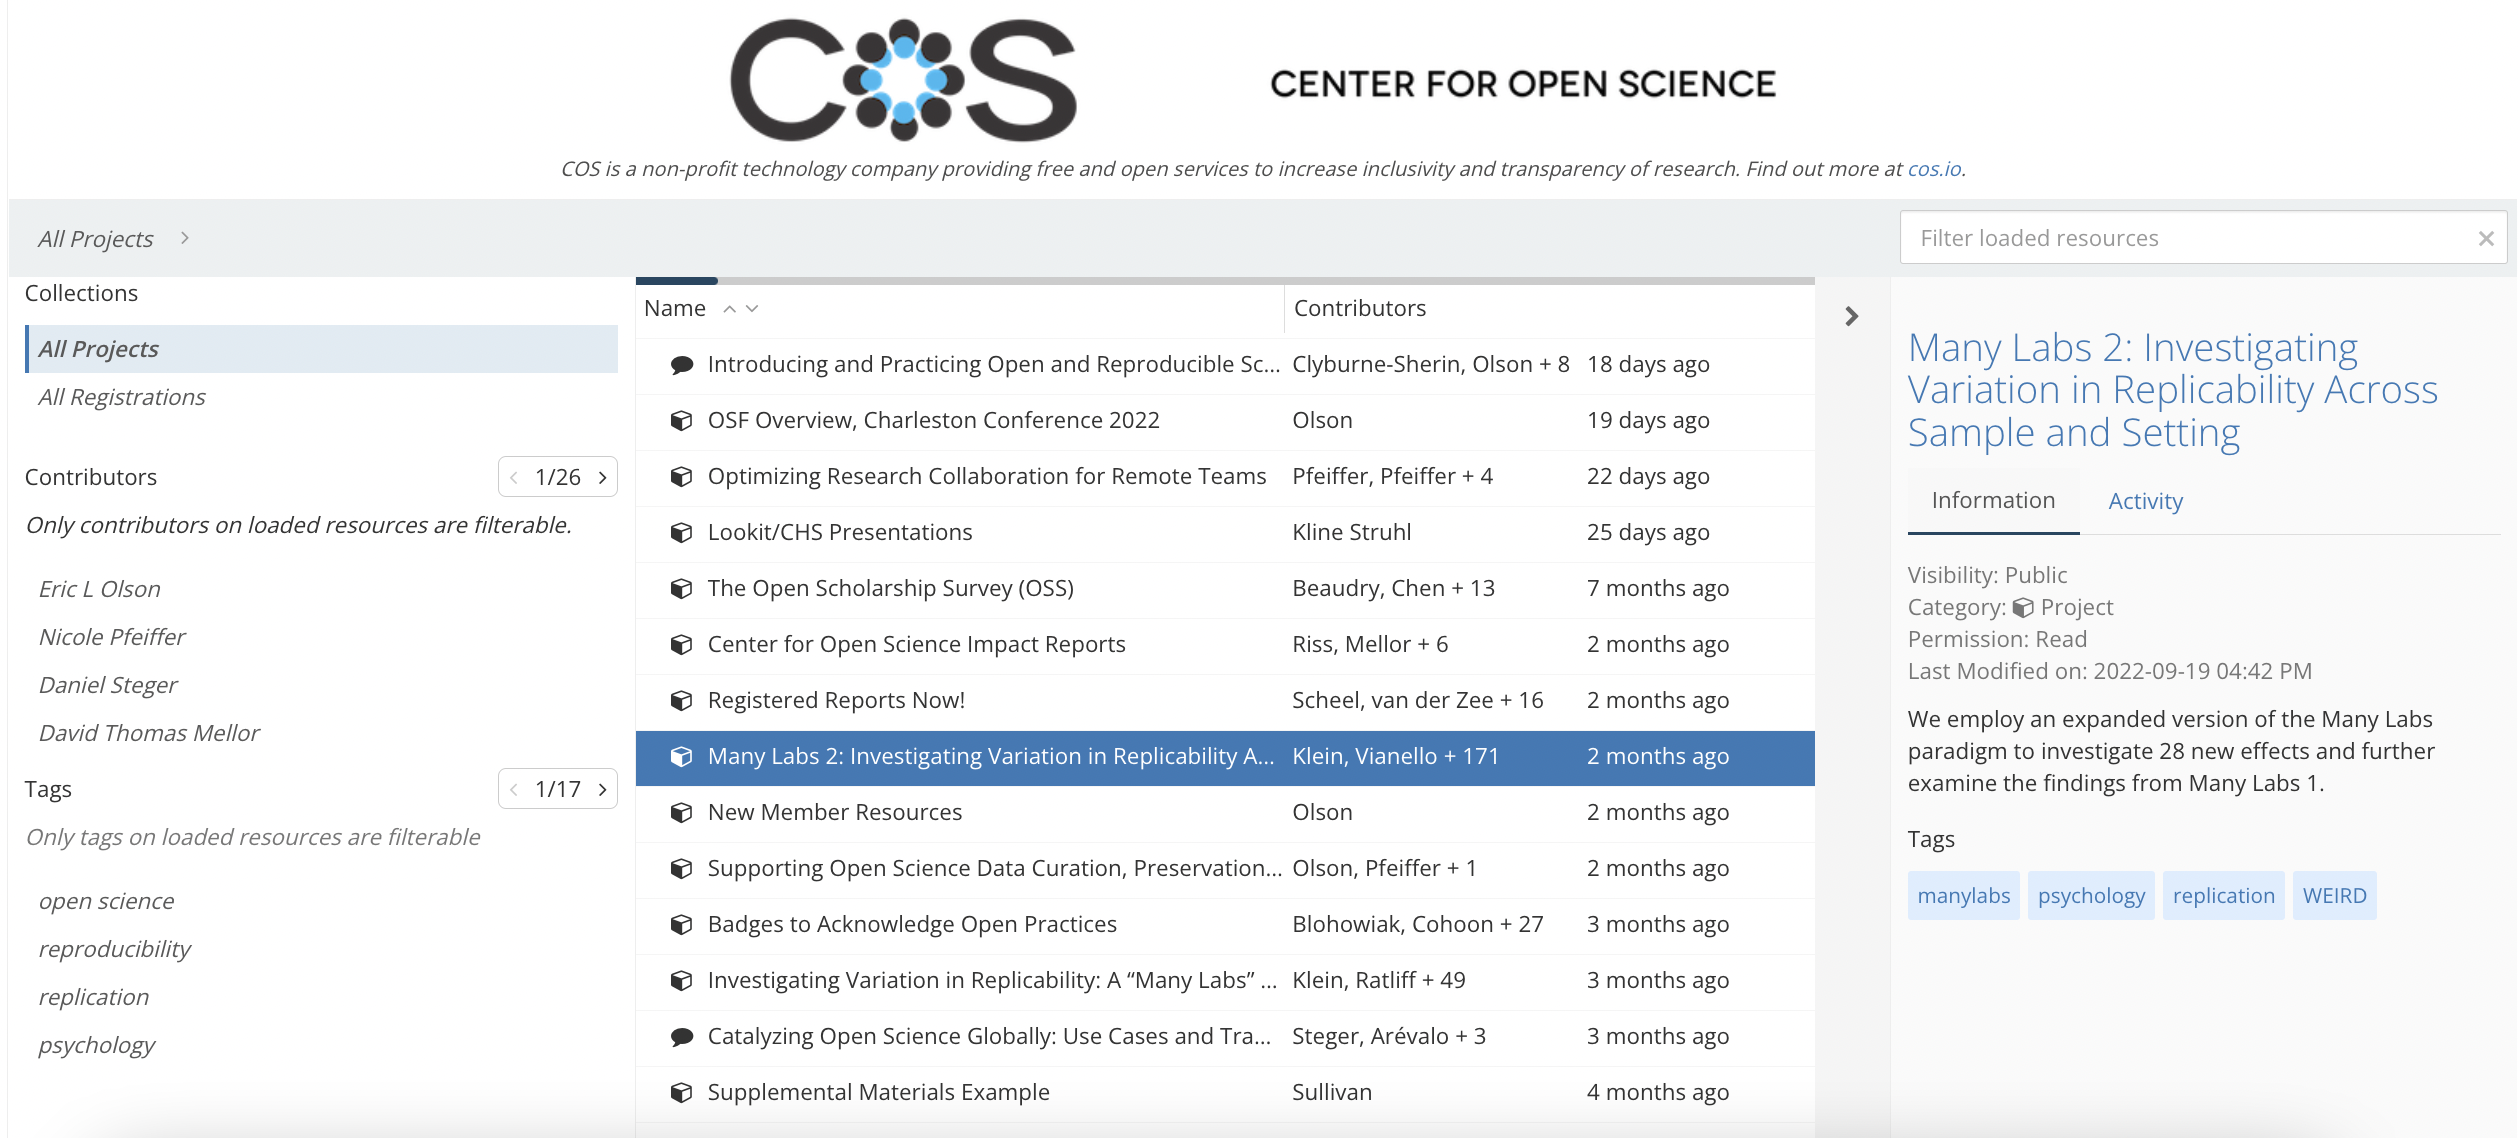 COS
CENTER FOR OPEN SCIENCE
COS is a non-profit technology company providing free and open services to increase inclusivity and transparency of research. Find out more at cos.io.
All Projects
Filter loaded resources
Collections
All Projects
All Registrations
Contributors 1/26
Only contributors on loaded resources are filterable.
Eric L Olson
Nicole Pfeiffer
Daniel Steger
David Thomas Mellor
Tags 1/17
Only tags on loaded resources are filterable
open science
reproducibility
replication
psychology
Name Contributors
Introducing and Practicing Open and Reproducible Sc... Clyburne-Sherin, Olson + 8 18 days ago
OSF Overview, Charleston Conference 2022 Olson 19 days ago
Optimizing Research Collaboration for Remote Teams Pfeiffer, Pfeiffer + 4 22 days ago
Lookit/CHS Presentations Kline Struhl 25 days ago
The Open Scholarship Survey (OSS) Beaudry, Chen + 13 7 months ago
Center for Open Science Impact Reports Riss, Mellor + 6 2 months ago
Registered Reports Now! Scheel, van der Zee + 16 2 months ago
Many Labs 2: Investigating Variation in Replicability A... Klein, Vianello + 171 2 months ago
New Member Resources Olson 2 months ago
Supporting Open Science Data Curation, Preservation... Olson, Pfeiffer + 1 2 months ago
Badges to Acknowledge Open Practices Blohowiak, Cohoon + 27 3 months ago
Investigating Variation in Replicability: A “Many Labs” ... Klein, Ratliff + 49 3 months ago
Catalyzing Open Science Globally: Use Cases and Tra... Steger, Arévalo + 3 3 months ago
Supplemental Materials Example Sullivan 4 months ago
Many Labs 2: Investigating
Variation in Replicability Across
Sample and Setting
Information Activity
Visibility: Public
Category: Project
Permission: Read
Last Modified on: 2022-09-19 04:42 PM
We employ an expanded version of the Many Labs
paradigm to investigate 28 new effects and further
examine the findings from Many Labs 1.
Tags
manylabs psychology replication WEIRD